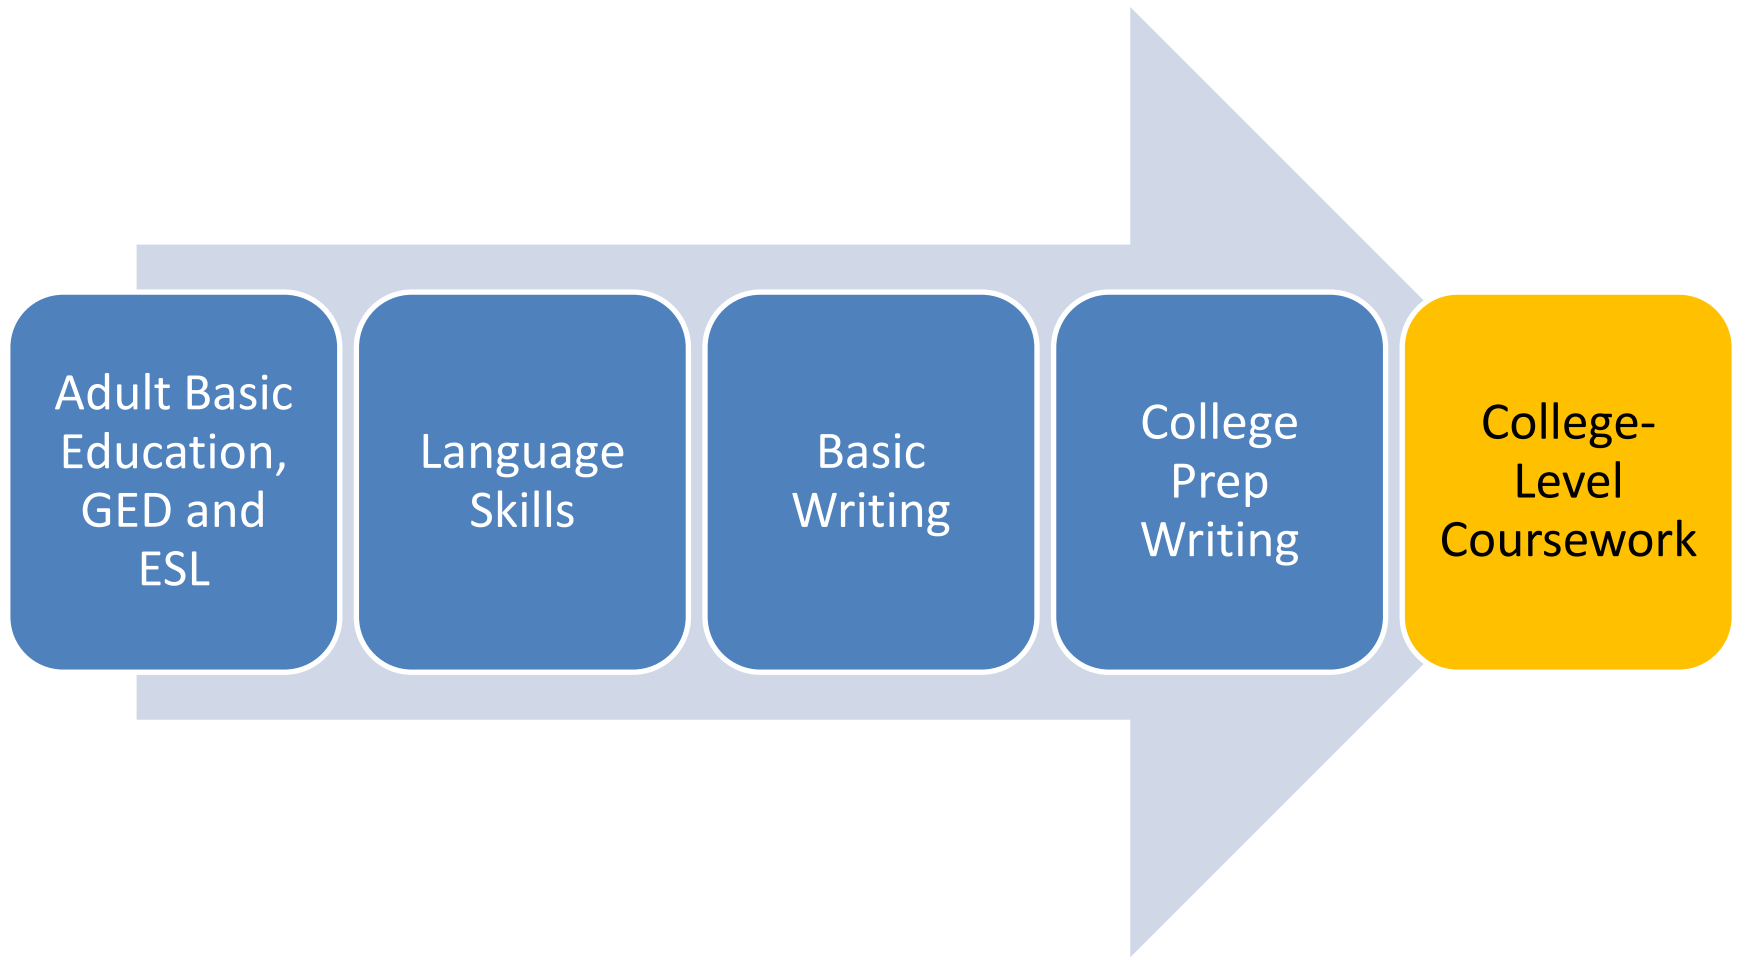 Adult Basic
Education,
GED and
ESL
Language
Skills
Basic
Writing
College
Prep
Writing
College-
Level
Coursework